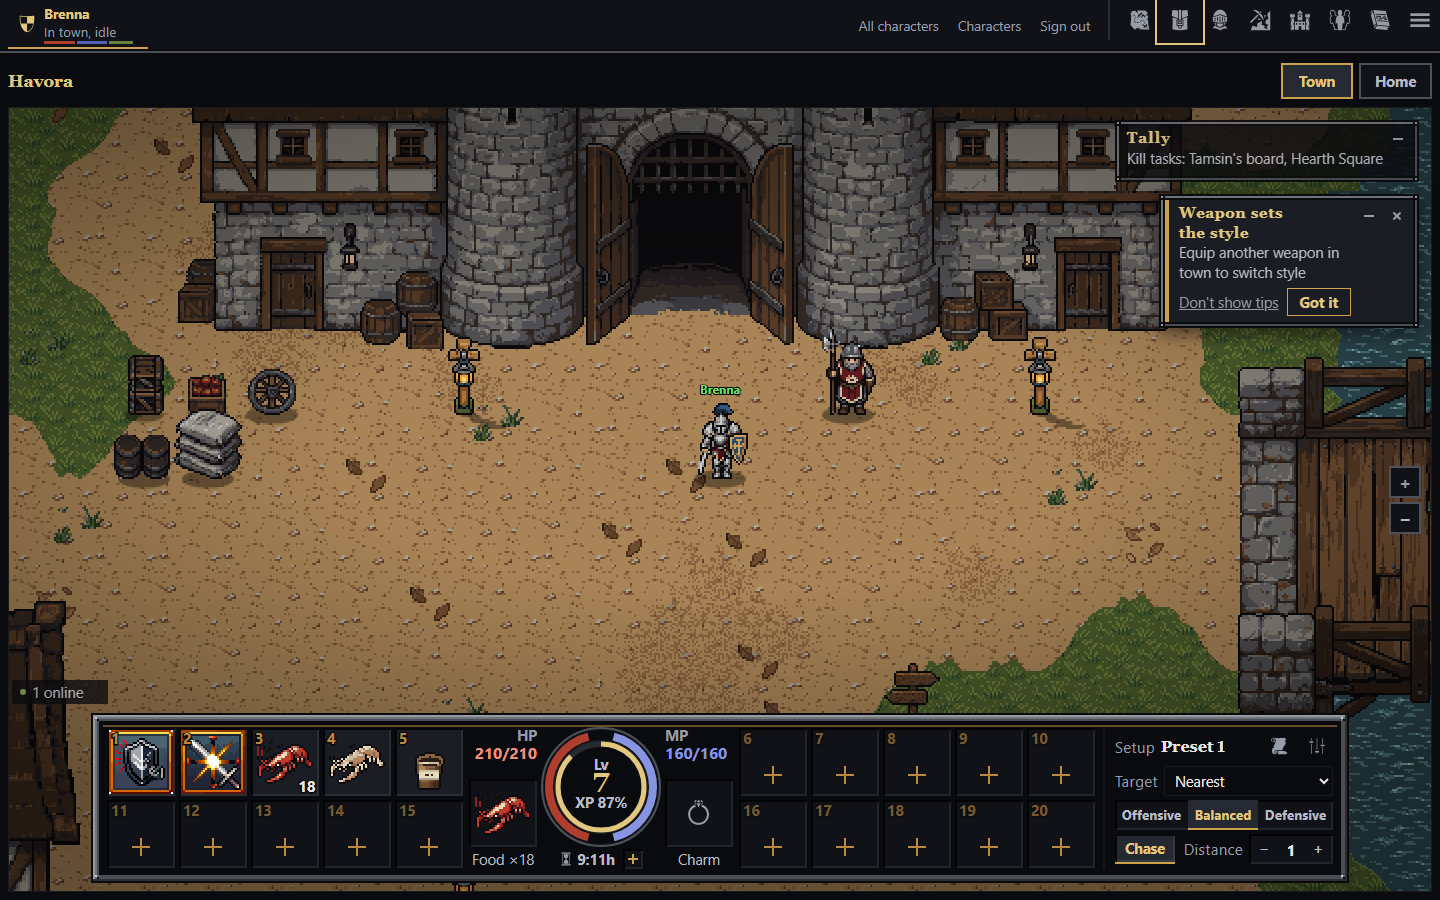 Brenna
In town, idle
All characters
Characters
Sign out
Havora
Town
Home
Tally
Kill tasks: Tamsin's board, Hearth Square
Weapon sets
the style
Equip another weapon in
town to switch style
Don't show tips
Got it
Brenna
+
−
1 online
1
2
3
18
4
5
HP
210/210
Lv
7
XP 87%
MP
160/160
6
7
8
9
10
11
12
13
14
15
Food ×18
9:11h
+
Charm
16
17
18
19
20
Setup Preset 1
Target Nearest
Offensive Balanced Defensive
Chase Distance − 1 +